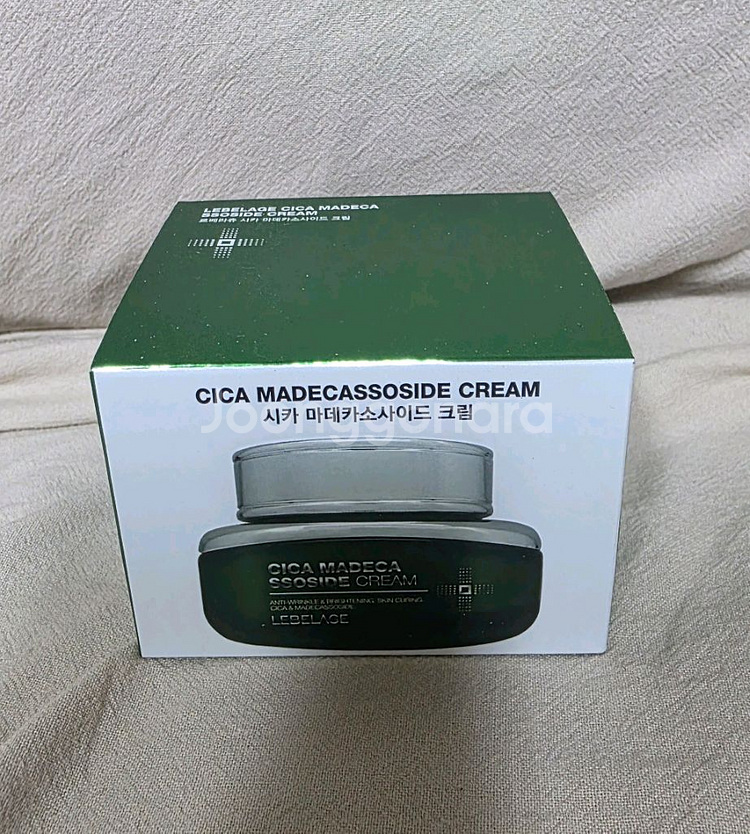 LEBELAGE CICA MADECA
SSOSIDE CREAM
르베라쥬 시카 마데카소사이드 크림
CICA MADECASSOSIDE CREAM
시카 마데카소사이드 크림
Joonggonara
CICA MADECA
SSOSIDE CREAM
ANTI-WRINKLE & BRIGHTENING, SKIN CURING
CICA & MADECASSOSIDE
LEBELAGE